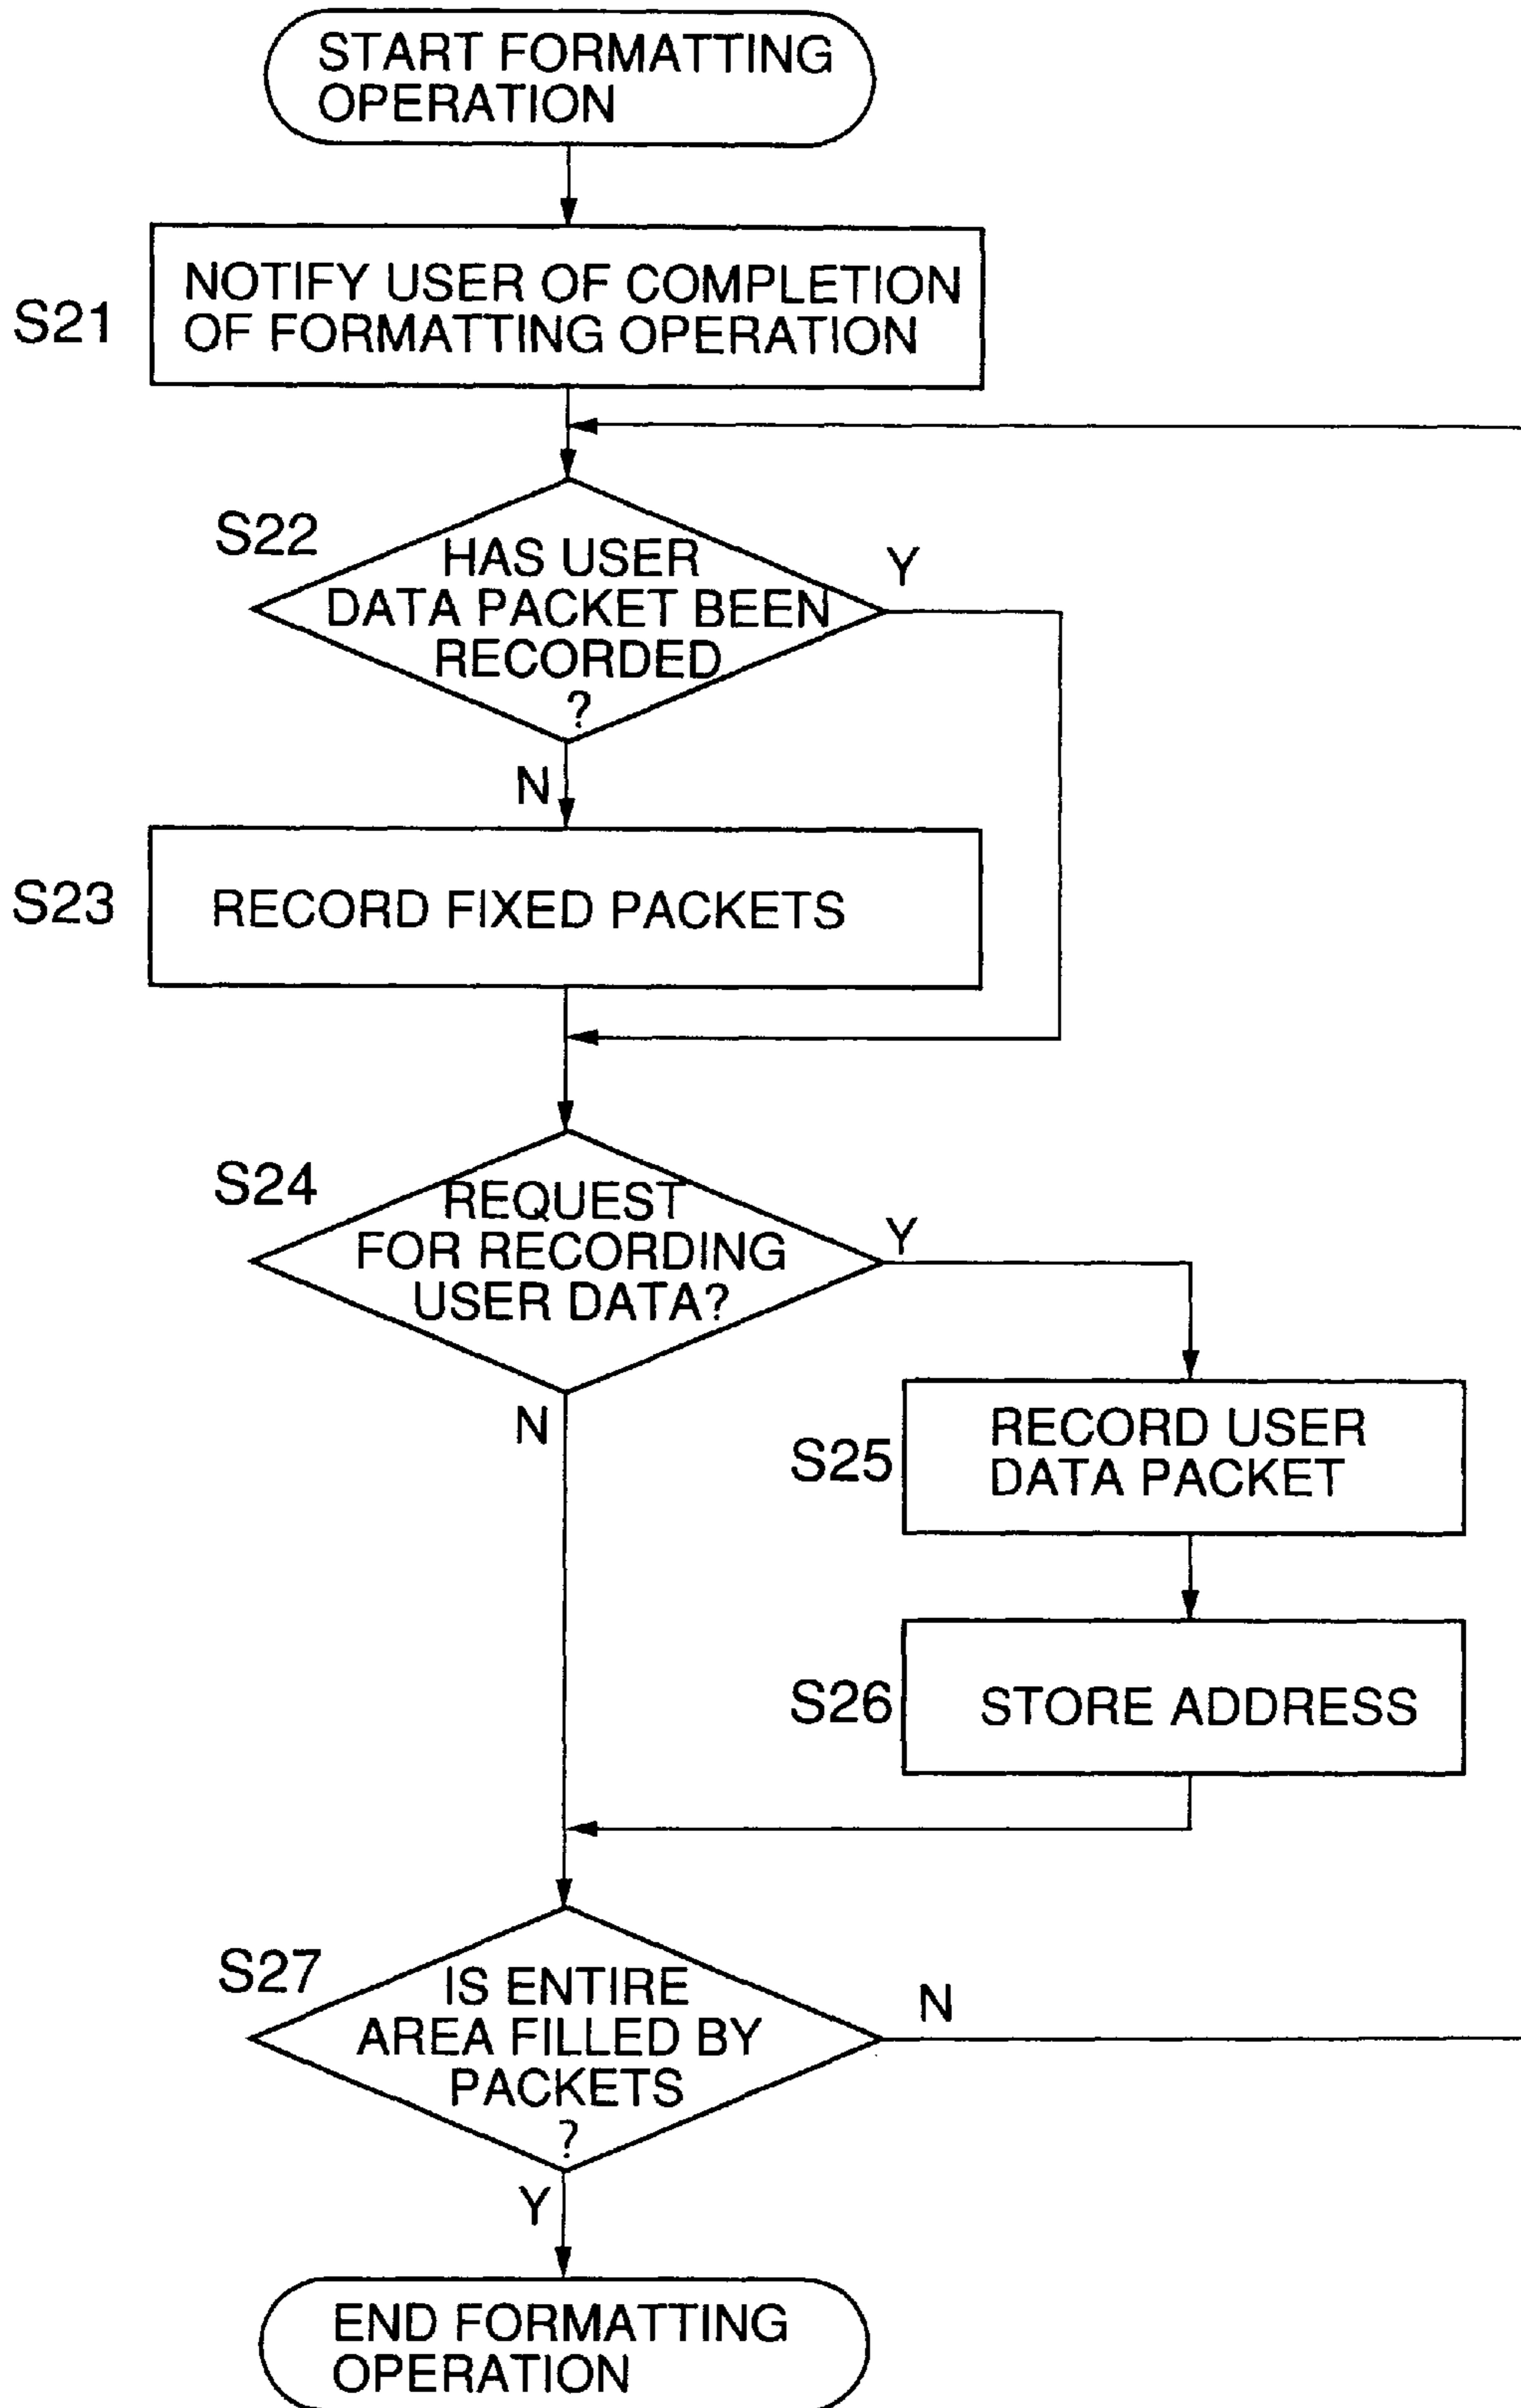 START FORMATTING
OPERATION
S21
NOTIFY USER OF COMPLETION
OF FORMATTING OPERATION
S22
HAS USER
DATA PACKET BEEN
RECORDED
?
Y
N
S23
RECORD FIXED PACKETS
S24
REQUEST
FOR RECORDING
USER DATA?
Y
N
S25
RECORD USER
DATA PACKET
S26
STORE ADDRESS
S27
IS ENTIRE
AREA FILLED BY
PACKETS
?
N
Y
END FORMATTING
OPERATION